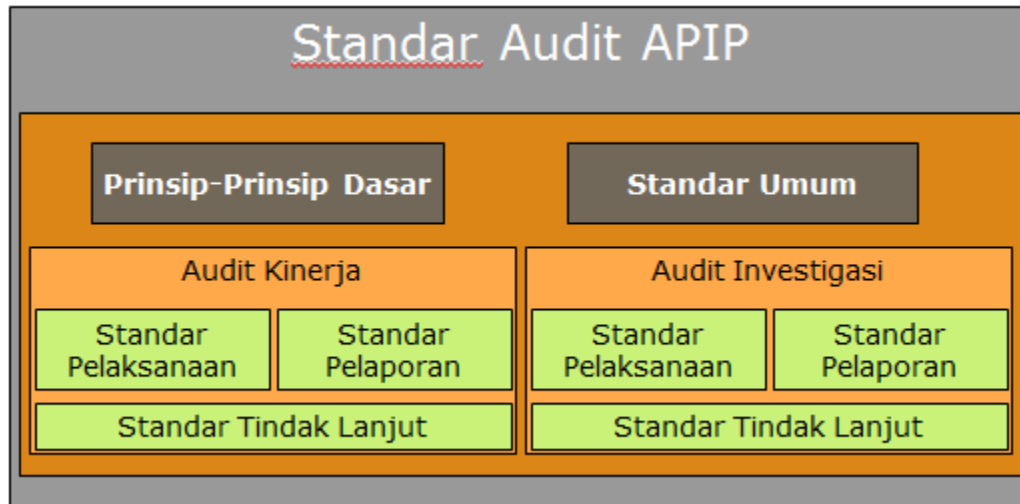 Standar Audit APIP
Prinsip-Prinsip Dasar
Standar Umum
Audit Kinerja
Standar
Pelaksanaan
Standar
Pelaporan
Standar Tindak Lanjut
Audit Investigasi
Standar
Pelaksanaan
Standar
Pelaporan
Standar Tindak Lanjut